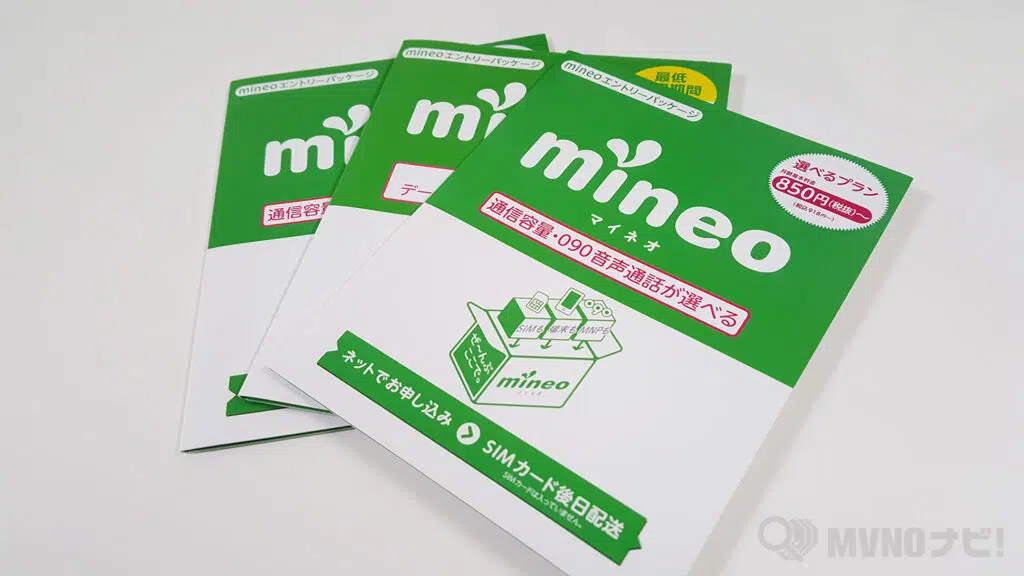 mineoエントリーパッケージ
mine
通信容量
mineoエントリーパッケージ
mine
デー
最低
期間
mineoエントリーパッケージ
mineo
マイネオ
選べるプラン
月額基本料金
850円(税抜)～
(税込918円～)
通信容量・090音声通話が選べる
SIMも
端末も
MNPも
ぜ～んぶ
ここで。
mineo
マイネオ
ネットでお申し込み
SIMカード後日配送
SIMカードは入っていません。
MVNOナビ!